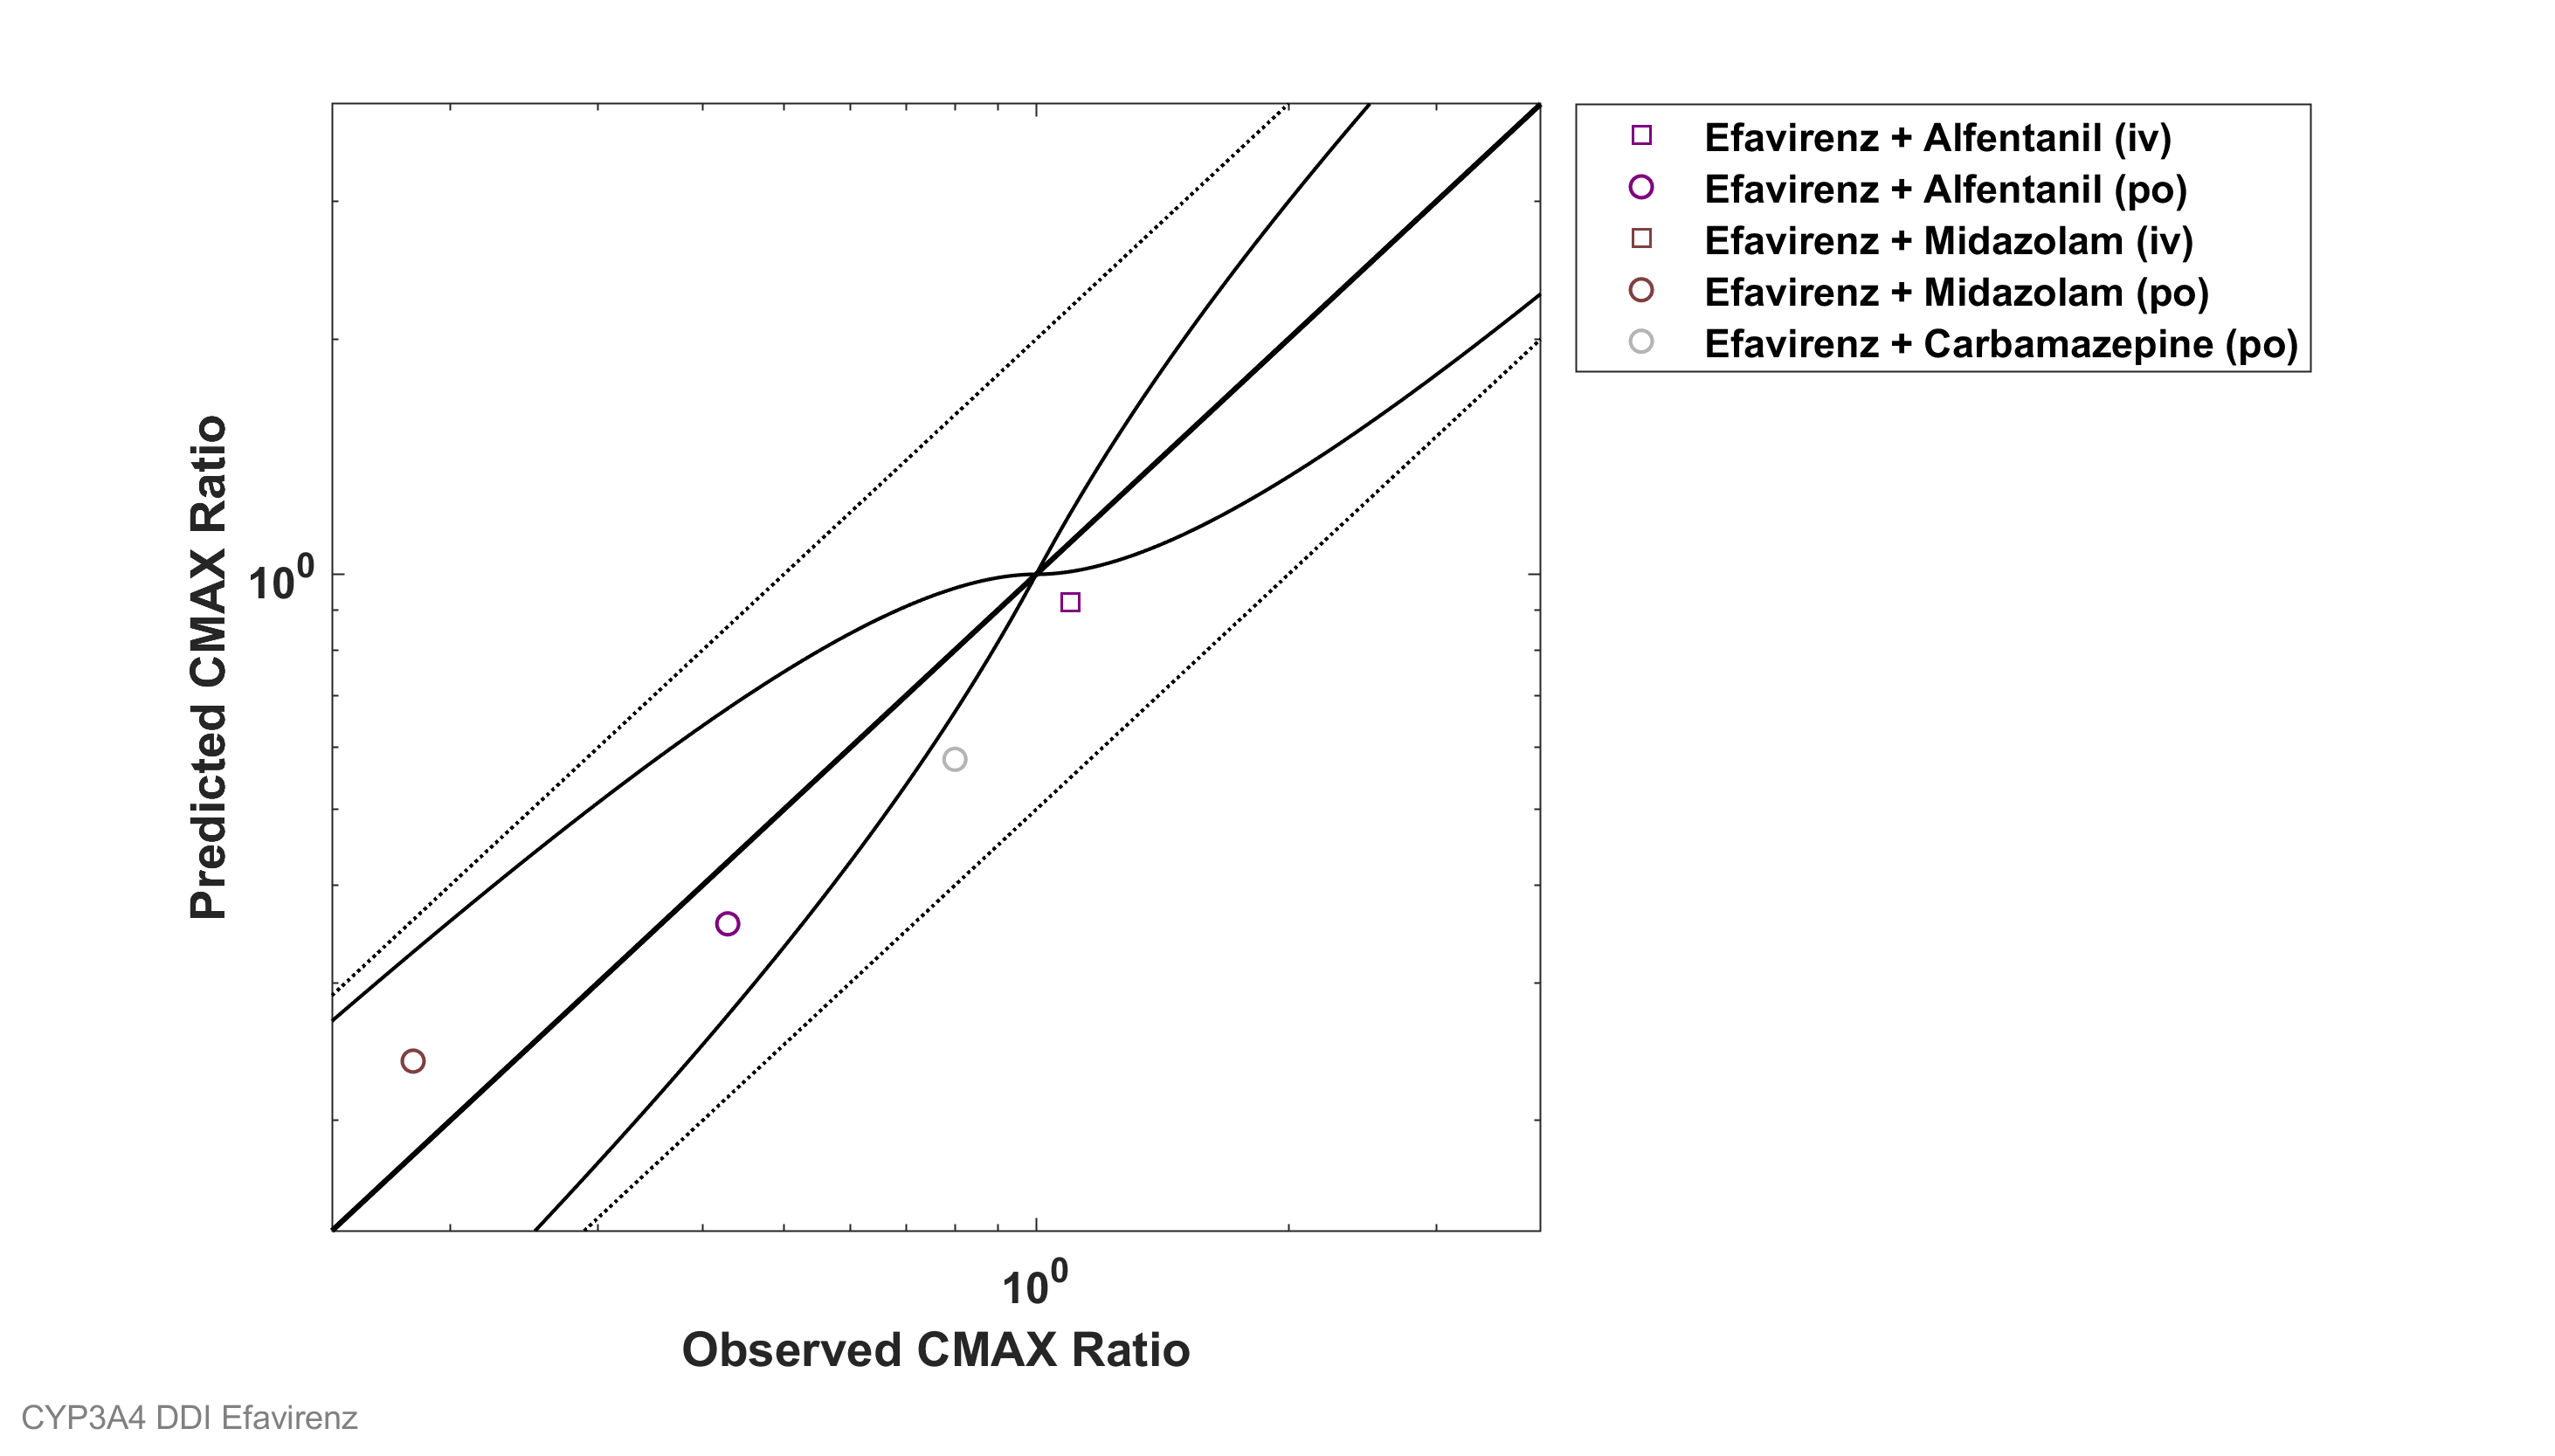 Efavirenz + Alfentanil (iv)
Efavirenz + Alfentanil (po)
Efavirenz + Midazolam (iv)
Efavirenz + Midazolam (po)
Efavirenz + Carbamazepine (po)
Predicted CMAX Ratio
10^0
10^0
Observed CMAX Ratio
CYP3A4 DDI Efavirenz